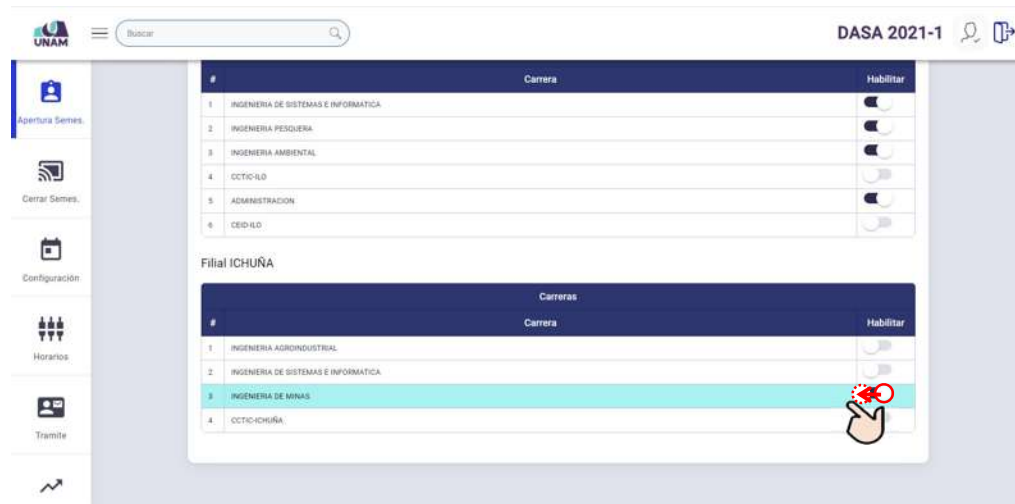 UNAM
Buscar
DASA 2021-1
Apertura Semes.
Cerrar Semes.
Configuración
Horarios
Tramite
# Carrera Habilitar
1 INGENIERIA DE SISTEMAS E INFORMATICA
2 INGENIERIA PESQUERA
3 INGENIERIA AMBIENTAL
4 CCTIC-ILO
5 ADMINISTRACION
6 CEID-ILO
Filial ICHUÑA
Carreras
# Carrera Habilitar
1 INGENIERIA AGROINDUSTRIAL
2 INGENIERIA DE SISTEMAS E INFORMATICA
3 INGENIERIA DE MINAS
4 CCTIC-ICHUÑA